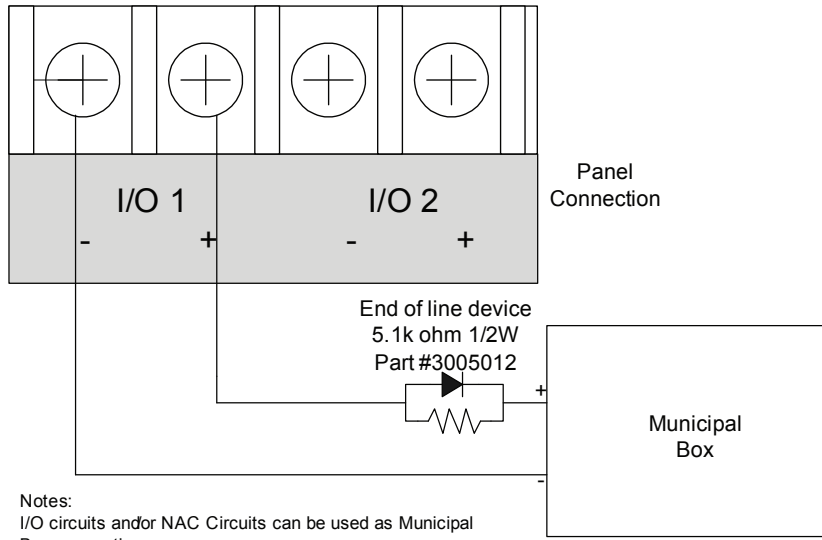 I/O 1
I/O 2
-
+
-
+
Panel
Connection
End of line device
5.1k ohm 1/2W
Part #3005012
+
-
Municipal
Box
Notes:
I/O circuits and/or NAC Circuits can be used as Municipal